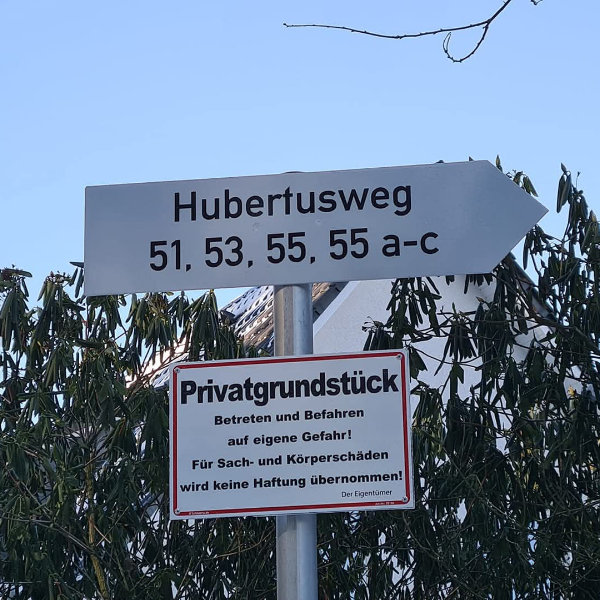 Hubertusweg
51, 53, 55, 55 a-c
Privatgrundstück
Betreten und Befahren
auf eigene Gefahr!
Für Sach- und Körperschäden
wird keine Haftung übernommen!
Der Eigentümer